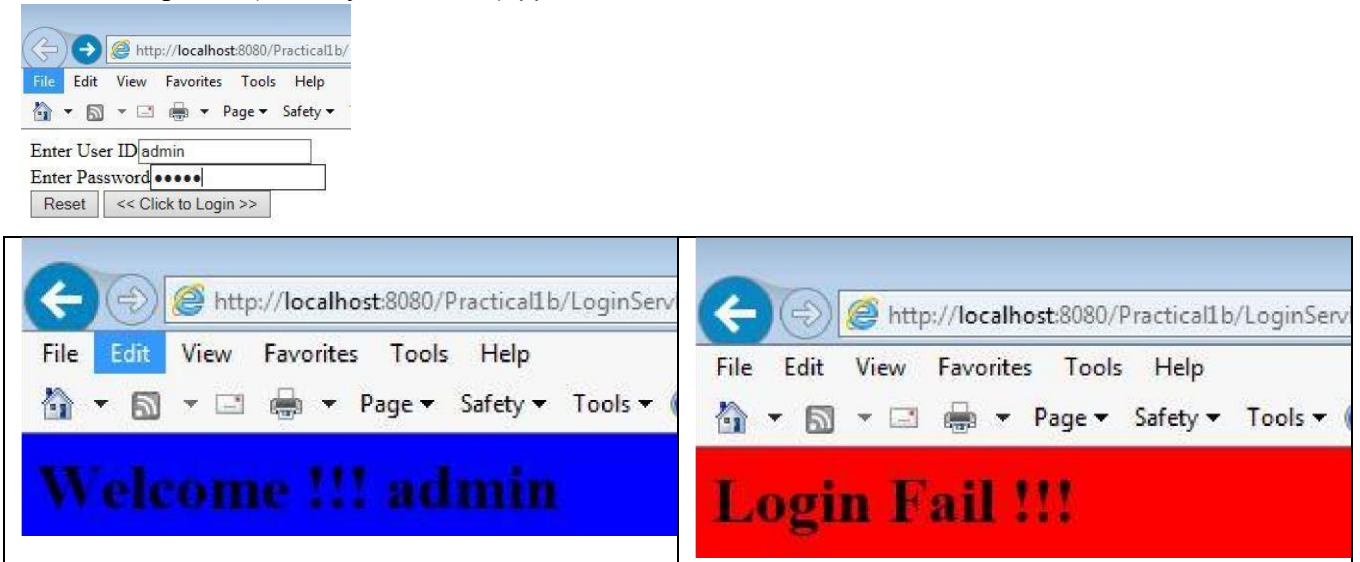 http://localhost:8080/Practical1b/
File Edit View Favorites Tools Help
Page Safety
Enter User ID admin
Enter Password •••••
Reset << Click to Login >>
http://localhost:8080/Practical1b/LoginServ
File Edit View Favorites Tools Help
Page Safety Tools
Welcome !!! admin
http://localhost:8080/Practical1b/LoginServ
File Edit View Favorites Tools Help
Page Safety Tools
Login Fail !!!